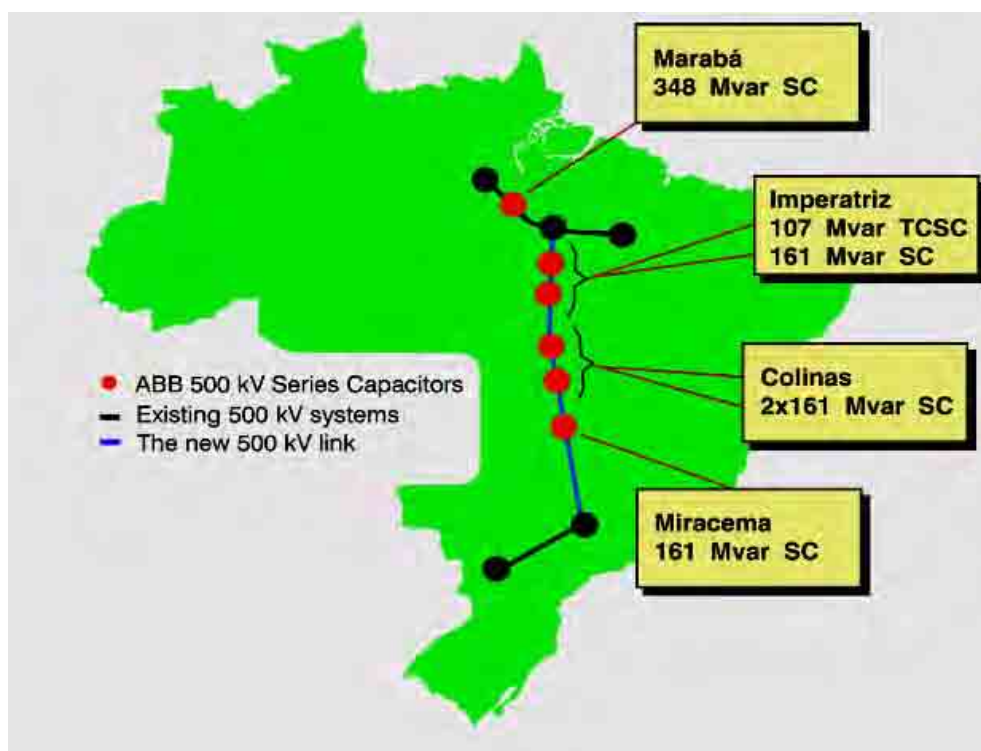 Marabá
348 Mvar SC
Imperatriz
107 Mvar TCSC
161 Mvar SC
Colinas
2x161 Mvar SC
ABB 500 kV Series Capacitors
Existing 500 kV systems
The new 500 kV link
Miracema
161 Mvar SC